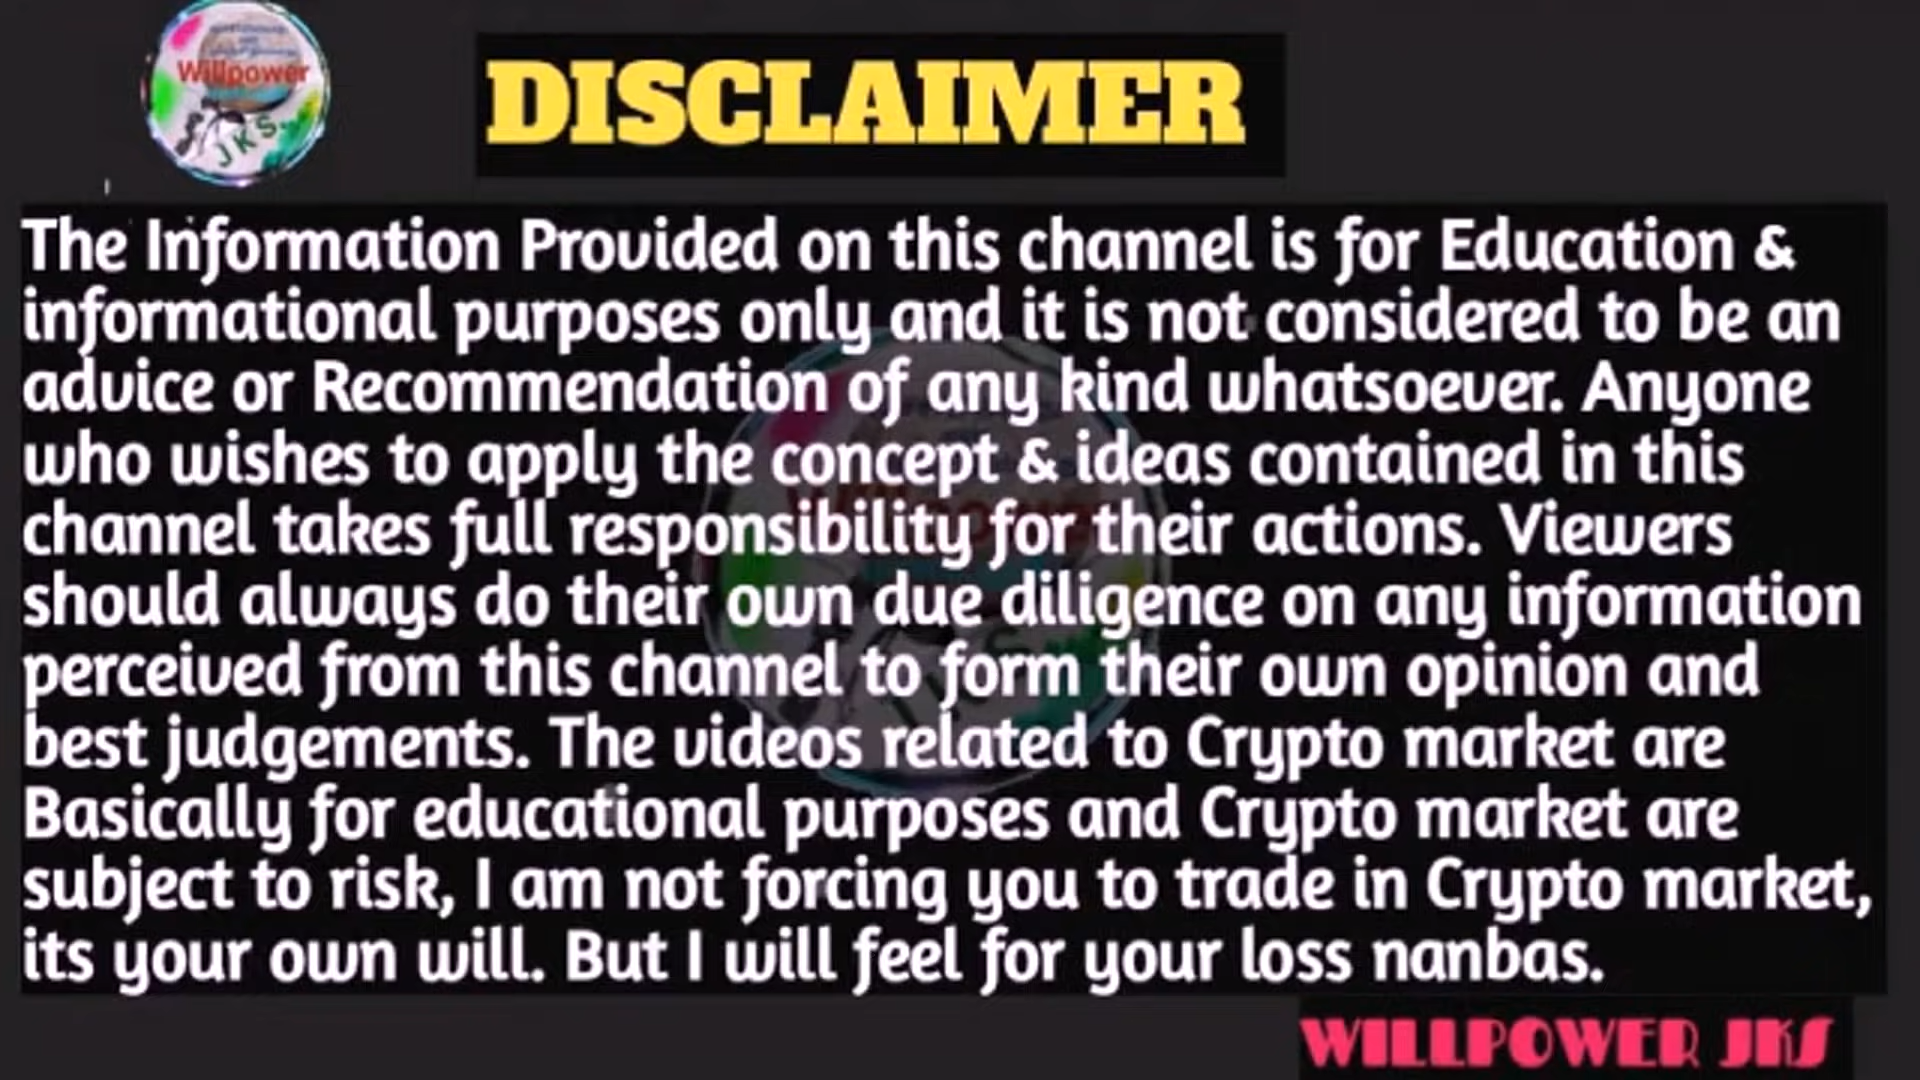 Willpower
JKS
DISCLAIMER
The Information Provided on this channel is for Education &
informational purposes only and it is not considered to be an
advice or Recommendation of any kind whatsoever. Anyone
who wishes to apply the concept & ideas contained in this
channel takes full responsibility for their actions. Viewers
should always do their own due diligence on any information
perceived from this channel to form their own opinion and
best judgements. The videos related to Crypto market are
Basically for educational purposes and Crypto market are
subject to risk, I am not forcing you to trade in Crypto market,
its your own will. But I will feel for your loss nanbas.
WILLPOWER JKS